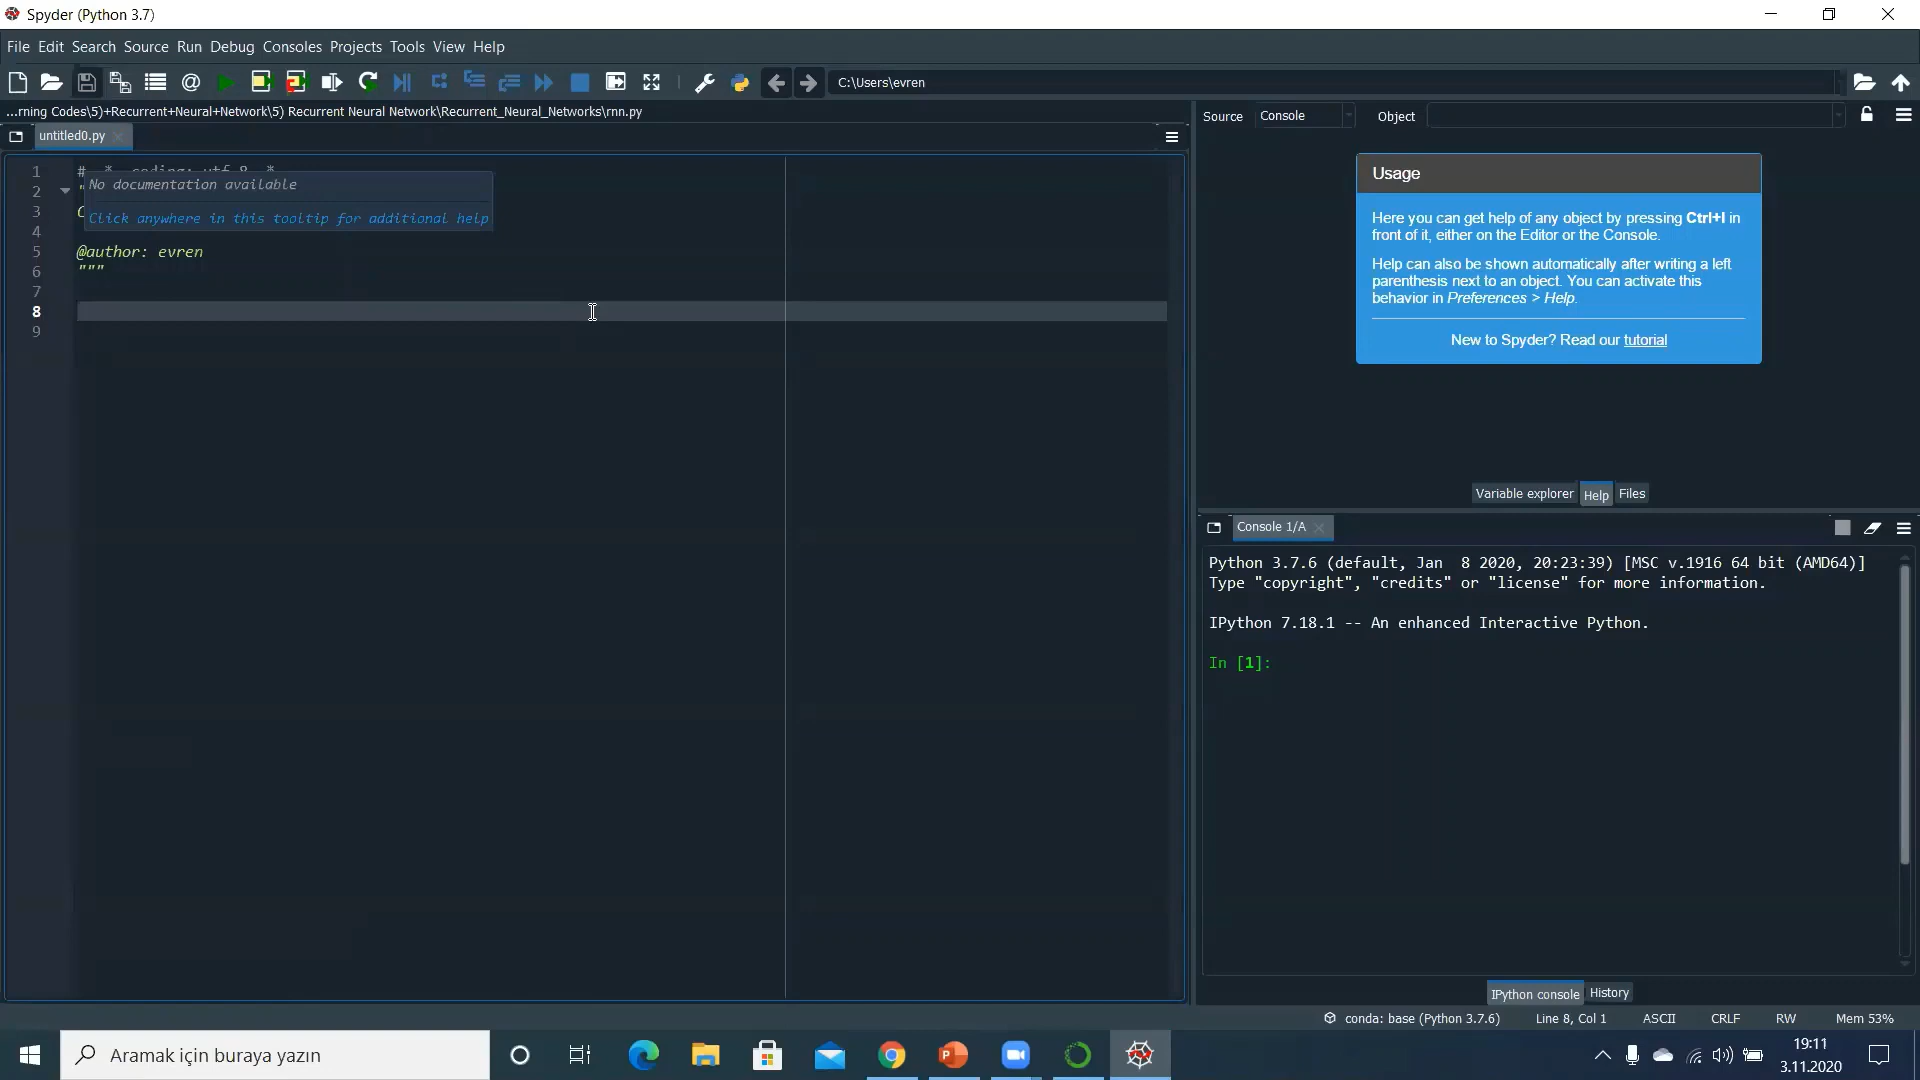 Spyder (Python 3.7)
File Edit Search Source Run Debug Consoles Projects Tools View Help
C:\Users\evren
...rning Codes\5)+Recurrent+Neural+Network\5) Recurrent Neural Network\Recurrent_Neural_Networks\rnn.py
Source Console Object
untitled0.py
1
2
3
4
5 @author: evren
6 """
7
8
9
No documentation available
Click anywhere in this tooltip for additional help
Usage
Here you can get help of any object by pressing Ctrl+I in
front of it, either on the Editor or the Console.
Help can also be shown automatically after writing a left
parenthesis next to an object. You can activate this
behavior in Preferences > Help.
New to Spyder? Read our tutorial
Variable explorer Help Files
Console 1/A
Python 3.7.6 (default, Jan  8 2020, 20:23:39) [MSC v.1916 64 bit (AMD64)]
Type "copyright", "credits" or "license" for more information.
IPython 7.18.1 -- An enhanced Interactive Python.
In [1]:
IPython console History
conda: base (Python 3.7.6) Line 8, Col 1 ASCII CRLF RW Mem 53%
Aramak için buraya yazın
19:11
3.11.2020